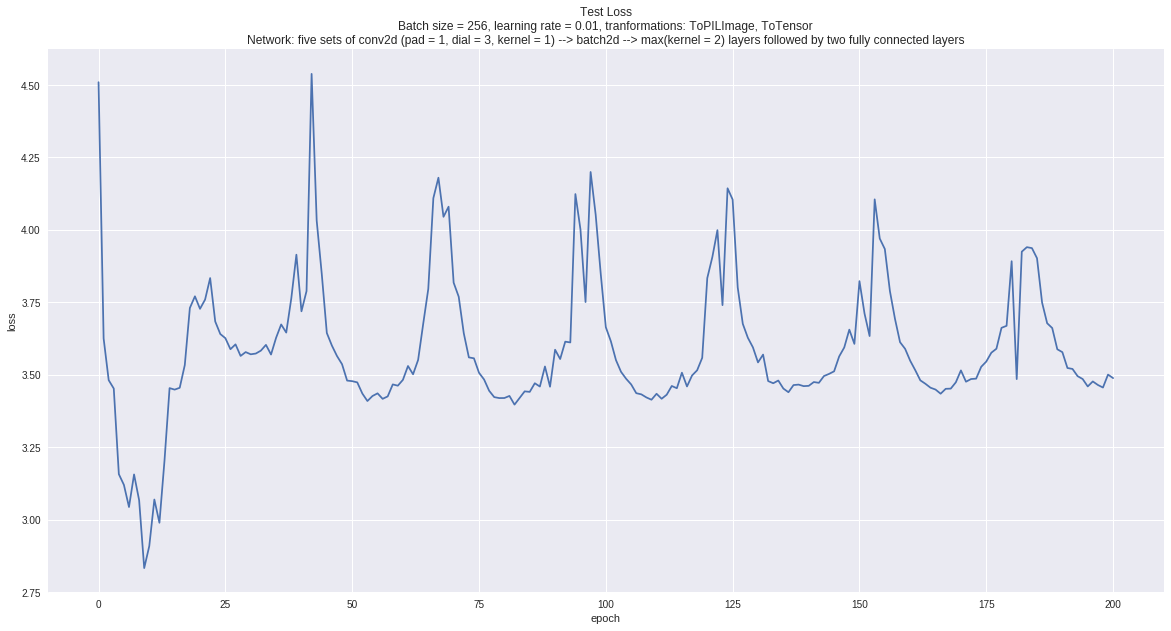 Test Loss
Batch size = 256, learning rate = 0.01, tranformations: ToPILImage, ToTensor
Network: five sets of conv2d (pad = 1, dial = 3, kernel = 1) --> batch2d --> max(kernel = 2) layers followed by two fully connected layers
4.50
4.25
4.00
3.75
3.50
3.25
3.00
2.75
loss
0 25 50 75 100 125 150 175 200
epoch